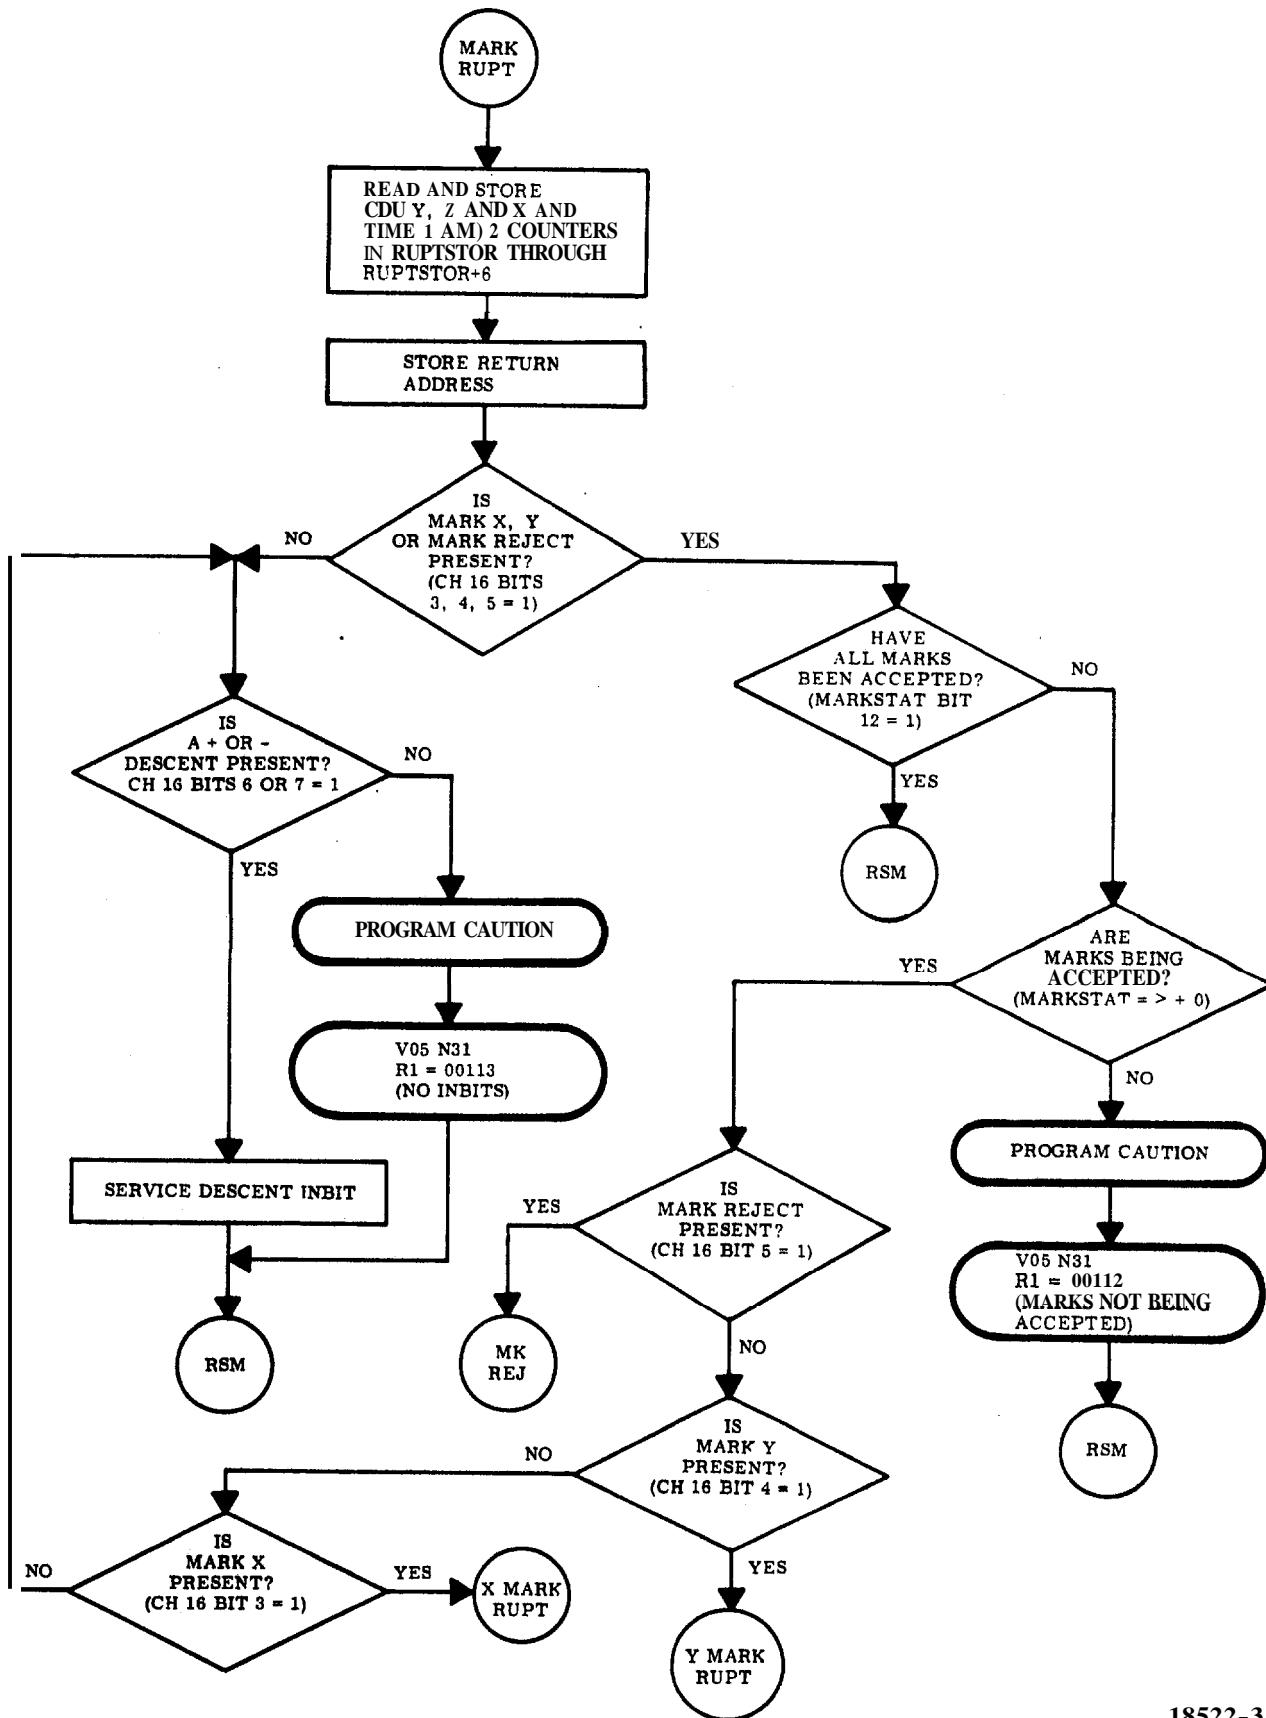 MARK
RUPT
READ AND STORE
CDU Y, Z AND X AND
TIME 1 AM) 2 COUNTERS
IN RUPTSTOR THROUGH
RUPTSTOR+6
STORE RETURN
ADDRESS
IS
MARK X, Y
OR MARK REJECT
PRESENT?
(CH 16 BITS
3, 4, 5 = 1)
NO
YES
HAVE
ALL MARKS
BEEN ACCEPTED?
(MARKSTAT BIT
12 = 1)
NO
YES
RSM
IS
A + OR -
DESCENT PRESENT?
CH 16 BITS 6 OR 7 = 1
NO
YES
PROGRAM CAUTION
V05 N31
R1 = 00113
(NO INBITS)
SERVICE DESCENT INBIT
RSM
ARE
MARKS BEING
ACCEPTED?
(MARKSTAT = > + 0)
YES
NO
PROGRAM CAUTION
V05 N31
R1 = 00112
(MARKS NOT BEING
ACCEPTED)
RSM
IS
MARK REJECT
PRESENT?
(CH 16 BIT 5 = 1)
YES
NO
MK
REJ
IS
MARK Y
PRESENT?
(CH 16 BIT 4 = 1)
NO
YES
IS
MARK X
PRESENT?
(CH 16 BIT 3 = 1)
NO
YES
X MARK
RUPT
Y MARK
RUPT
18522-3